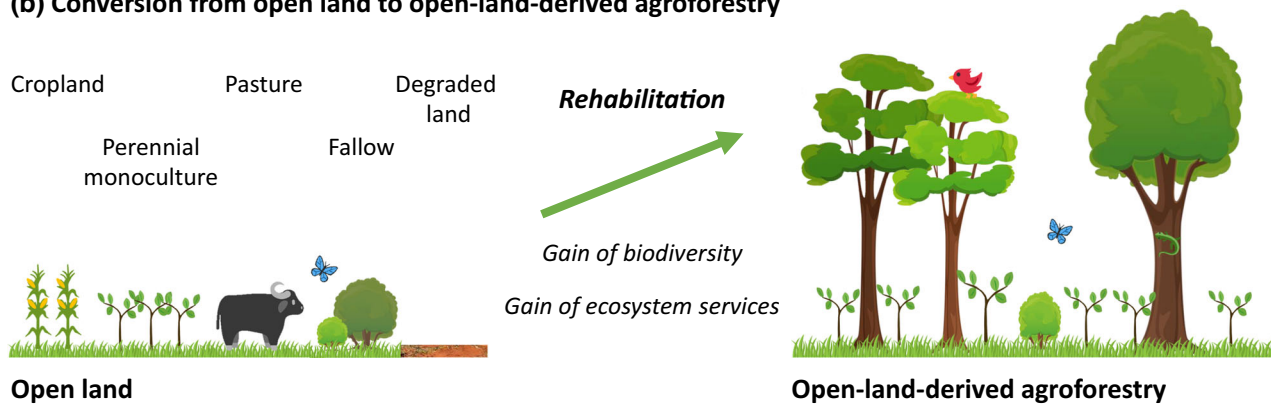 (b) Conversion from open land to open-land-derived agroforestry
Cropland
Pasture
Degraded
land
Perennial
monoculture
Fallow
Rehabilitation
Gain of biodiversity
Gain of ecosystem services
Open land
Open-land-derived agroforestry